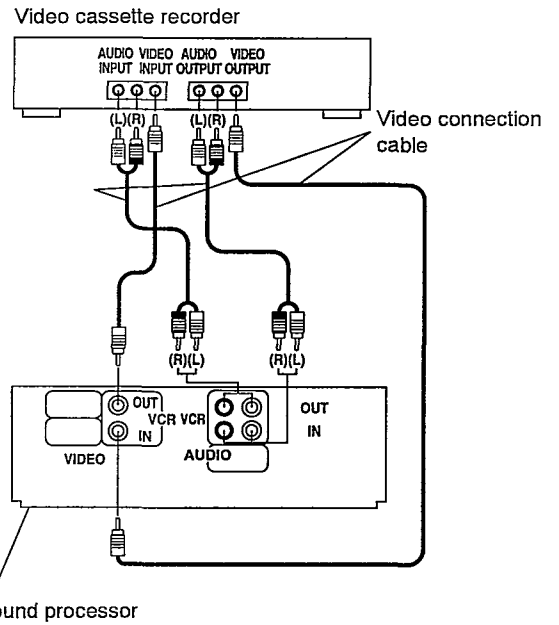 Video cassette recorder
AUDIO VIDEO AUDIO VIDEO
INPUT INPUT OUTPUT OUTPUT
(L)(R) (L)(R)
Video connection
cable
(R)(L) (R)(L)
OUT OUT
VCR VCR
IN IN
VIDEO AUDIO
ound processor